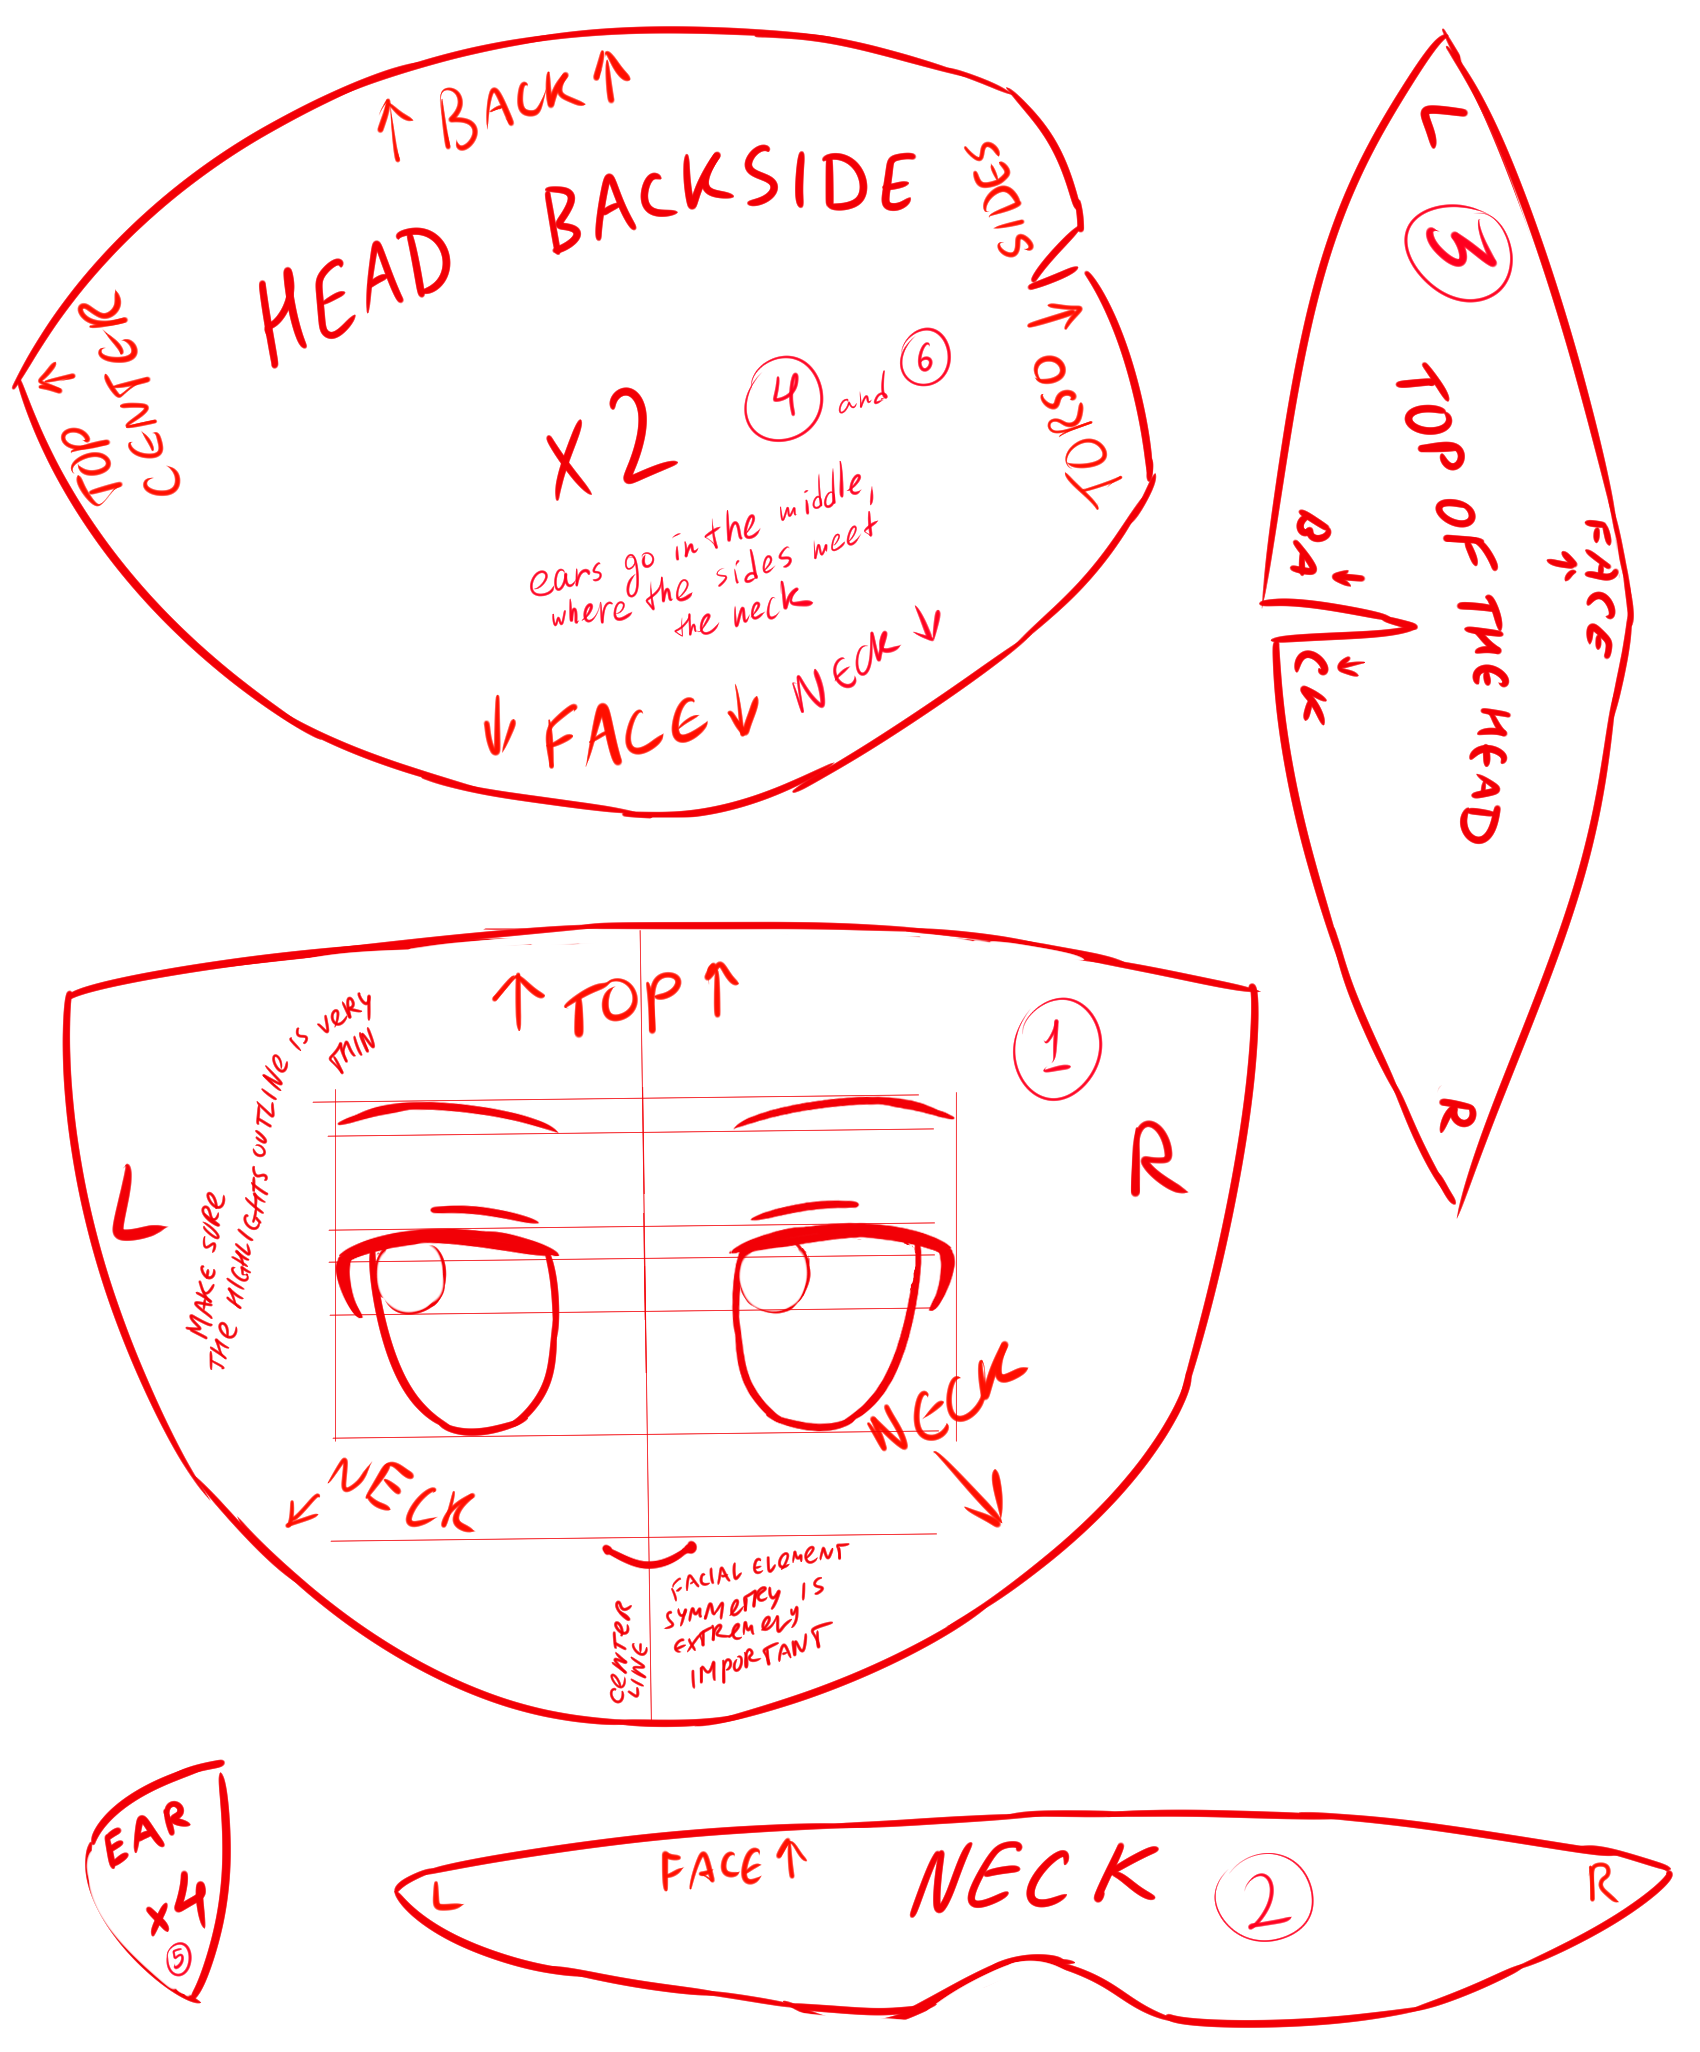 ↑ BACK ↑
HEAD BACKSIDE
SIDES
TOP ↑
CENTER
x2 4 and 6
TORSO ↑
ears go in the middle,
where the sides meet
the neck
↓ FACE ↓ NECK ↓
L
3
TOP OF THE HEAD
FACE
↑↑
BA ↓
CK ↓
R
↑ TOP ↑
1
MAKE SURE
THE HIGHLIGHTS OUTLINE IS VERY
THIN
L
R
NECK
NECK
CENTER
LINE
FACIAL ELEMENT
SYMMETRY IS
EXTREMELY
IMPORTANT
EAR
x4
5
L
FACE ↑
NECK
2
R